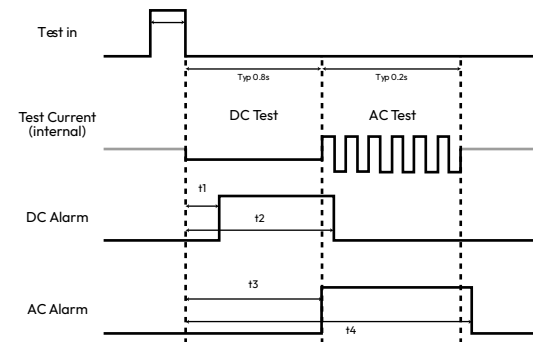 Test in
Typ 0.8s
Typ 0.2s
Test Current
(internal)
DC Test
AC Test
t1
DC Alarm
t2
t3
AC Alarm
t4